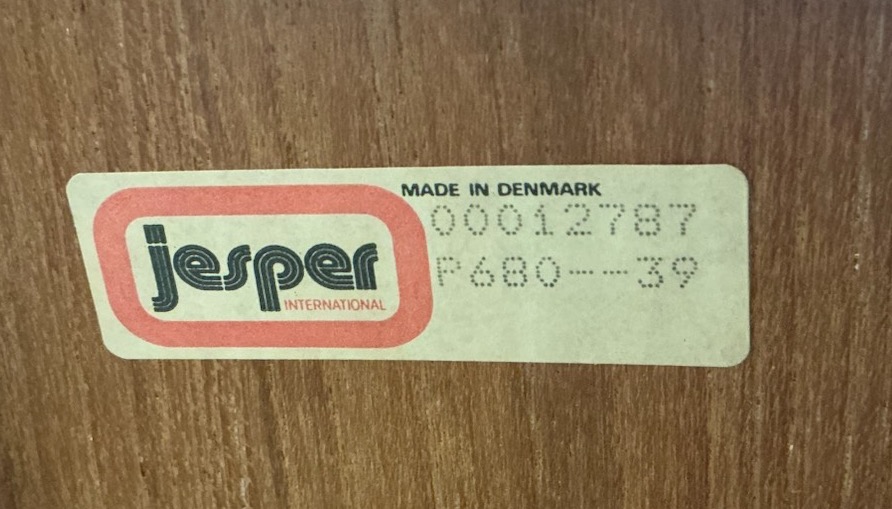 jesper
INTERNATIONAL
MADE IN DENMARK
00012787
P680--39